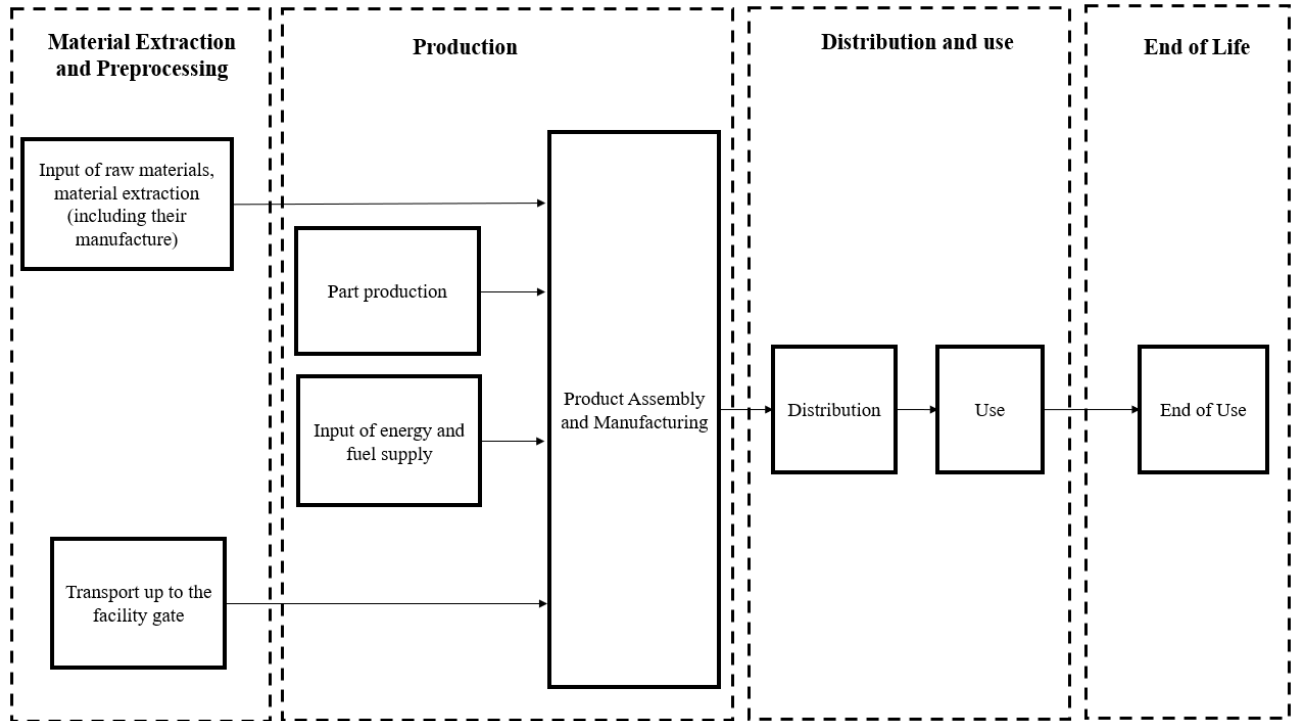 Material Extraction
and Preprocessing
Production
Distribution and use
End of Life
Input of raw materials,
material extraction
(including their
manufacture)
Part production
Input of energy and
fuel supply
Transport up to the
facility gate
Product Assembly
and Manufacturing
Distribution
Use
End of Use